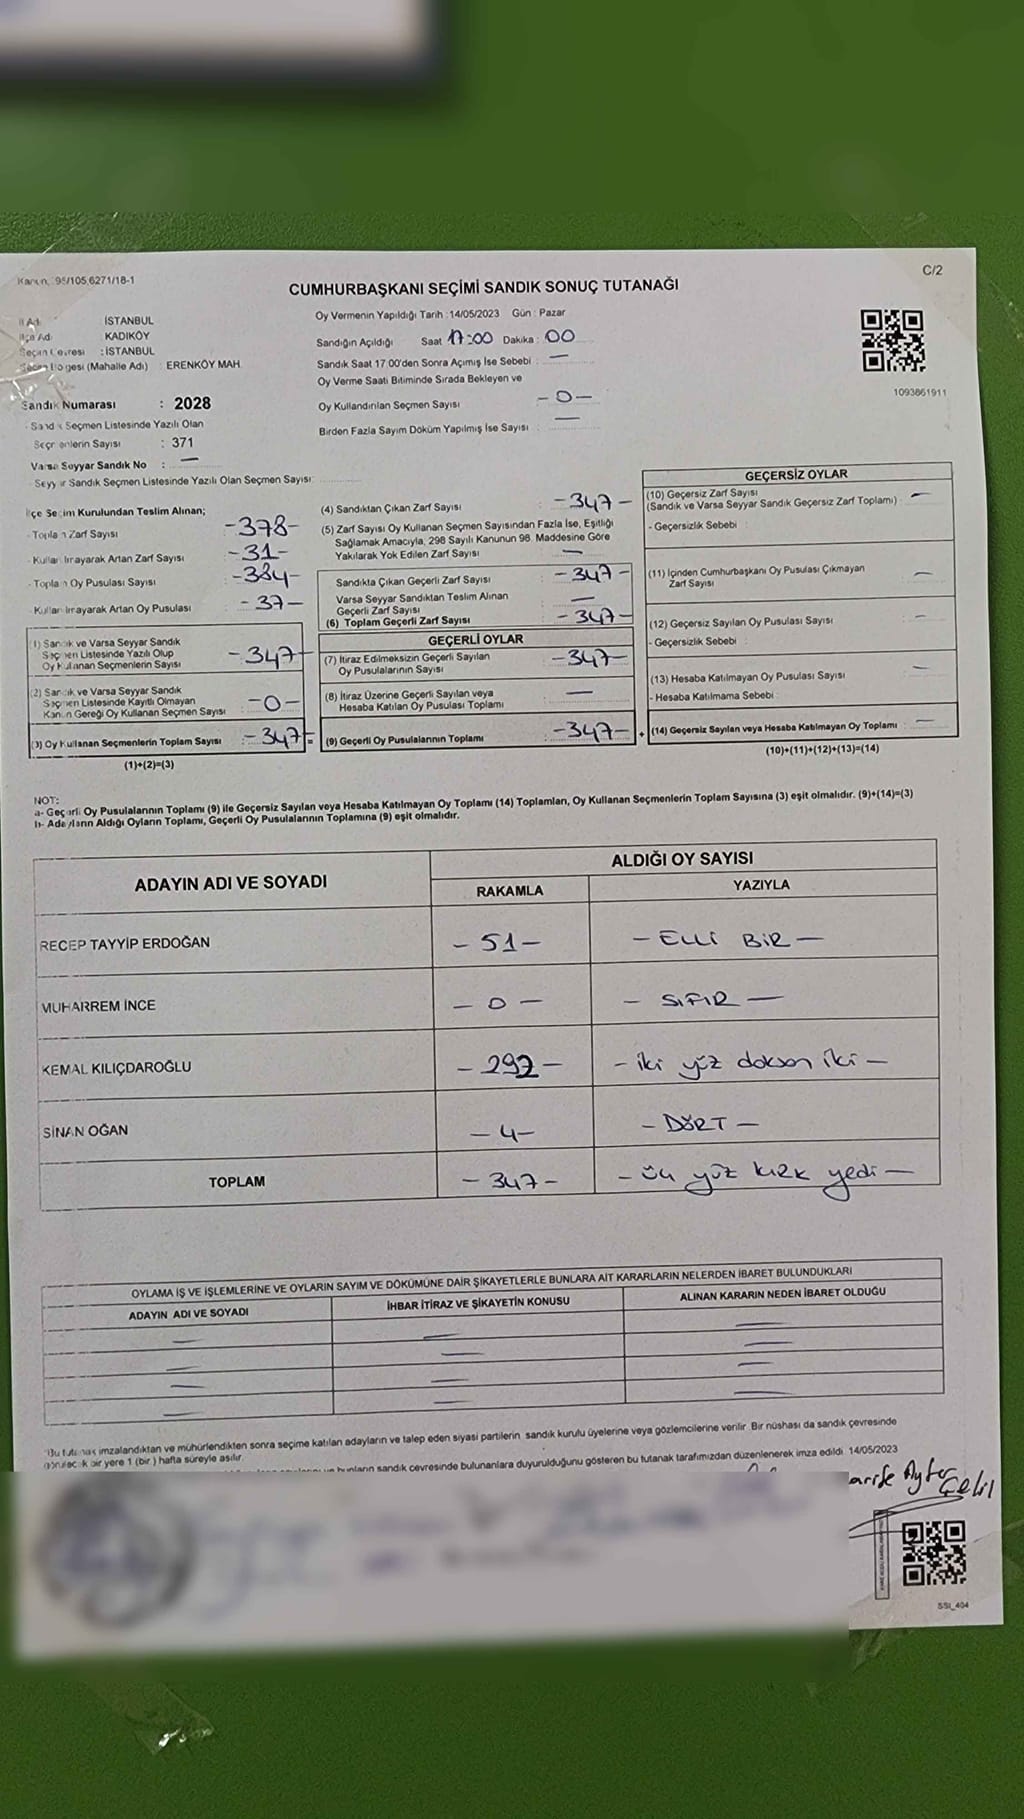 Kanun: 95/105,6271/18-1
C/2
CUMHURBAŞKANI SEÇİMİ SANDIK SONUÇ TUTANAĞI
İl Adı : İSTANBUL
İlçe Adı : KADIKÖY
Seçim Çevresi : İSTANBUL
Seçim Bölgesi (Mahalle Adı) : ERENKÖY MAH.
Sandık Numarası : 2028
- Sandık Seçmen Listesinde Yazılı Olan
Seçmenlerin Sayısı : 371
Varsa Seyyar Sandık No : —
- Seyyar Sandık Seçmen Listesinde Yazılı Olan Seçmen Sayısı:
Oy Vermenin Yapıldığı Tarih : 14/05/2023 Gün : Pazar
Sandığın Açıldığı Saat 17:00 Dakika : 00
Sandık Saat 17:00'den Sonra Açımış İse Sebebi : —
Oy Verme Saati Bitiminde Sırada Bekleyen ve
Oy Kullandırılan Seçmen Sayısı : -0-
Birden Fazla Sayım Döküm Yapılmış İse Sayısı : —
1093861911
İlçe Seçim Kurulundan Teslim Alınan;
- Toplam Zarf Sayısı : -378-
- Kullanılmayarak Artan Zarf Sayısı : -31-
- Toplam Oy Pusulası Sayısı : -384-
- Kullanılmayarak Artan Oy Pusulası : -37-
(1) Sandık ve Varsa Seyyar Sandık
Seçmen Listesinde Yazılı Olup
Oy Kullanan Seçmenlerin Sayısı : -347-
(2) Sandık ve Varsa Seyyar Sandık
Seçmen Listesinde Kayıtlı Olmayan
Kanun Gereği Oy Kullanan Seçmen Sayısı : -0-
(3) Oy Kullanan Seçmenlerin Toplam Sayısı : -347- =
(1)+(2)=(3)
(4) Sandıktan Çıkan Zarf Sayısı : -347-
(5) Zarf Sayısı Oy Kullanan Seçmen Sayısından Fazla İse, Eşitliği
Sağlamak Amacıyla, 298 Sayılı Kanunun 98. Maddesine Göre
Yakılarak Yok Edilen Zarf Sayısı : —
Sandıkta Çıkan Geçerli Zarf Sayısı : -347-
Varsa Seyyar Sandıktan Teslim Alınan
Geçerli Zarf Sayısı : —
(6) Toplam Geçerli Zarf Sayısı : -347-
GEÇERLİ OYLAR
(7) İtiraz Edilmeksizin Geçerli Sayılan
Oy Pusulalarının Sayısı : -347-
(8) İtiraz Üzerine Geçerli Sayılan veya
Hesaba Katılan Oy Pusulası Toplamı : —
(9) Geçerli Oy Pusulalarının Toplamı : -347- +
GEÇERSİZ OYLAR
(10) Geçersiz Zarf Sayısı
(Sandık ve Varsa Seyyar Sandık Geçersiz Zarf Toplamı) : —
- Geçersizlik Sebebi :
(11) İçinden Cumhurbaşkanı Oy Pusulası Çıkmayan
Zarf Sayısı : —
(12) Geçersiz Sayılan Oy Pusulası Sayısı : —
- Geçersizlik Sebebi :
(13) Hesaba Katılmayan Oy Pusulası Sayısı : —
- Hesaba Katılmama Sebebi :
(14) Geçersiz Sayılan veya Hesaba Katılmayan Oy Toplamı : —
(10)+(11)+(12)+(13)=(14)
NOT:
a- Geçerli Oy Pusulalarının Toplamı (9) ile Geçersiz Sayılan veya Hesaba Katılmayan Oy Toplamı (14) Toplamları, Oy Kullanan Seçmenlerin Toplam Sayısına (3) eşit olmalıdır. (9)+(14)=(3)
b- Adayların Aldığı Oyların Toplamı, Geçerli Oy Pusulalarının Toplamına (9) eşit olmalıdır.
ADAYIN ADI VE SOYADI
ALDIĞI OY SAYISI
RAKAMLA YAZIYLA
RECEP TAYYİP ERDOĞAN -51- -ELLİ BİR-
MUHARREM İNCE -0- -SIFIR-
KEMAL KILIÇDAROĞLU -292- -iki yüz doksan iki-
SİNAN OĞAN -4- -DÖRT-
TOPLAM -347- -üç yüz kırk yedi-
OYLAMA İŞ VE İŞLEMLERİNE VE OYLARIN SAYIM VE DÖKÜMÜNE DAİR ŞİKAYETLERLE BUNLARA AİT KARARLARIN NELERDEN İBARET BULUNDUKLARI
ADAYIN ADI VE SOYADI İHBAR İTİRAZ VE ŞİKAYETİN KONUSU ALINAN KARARIN NEDEN İBARET OLDUĞU
Bu tutanak imzalandıktan ve mühürlendikten sonra seçime katılan adayların ve talep eden siyasi partilerin sandık kurulu üyelerine veya gözlemcilerine verilir. Bir nüshası da sandık çevresinde
görülecek bir yere 1 (bir) hafta süreyle asılır.
bunların sandık çevresinde bulunanlara duyurulduğunu gösteren bu tutanak tarafımızdan düzenlenerek imza edildi. 14/05/2023
Çelil
SSI_404